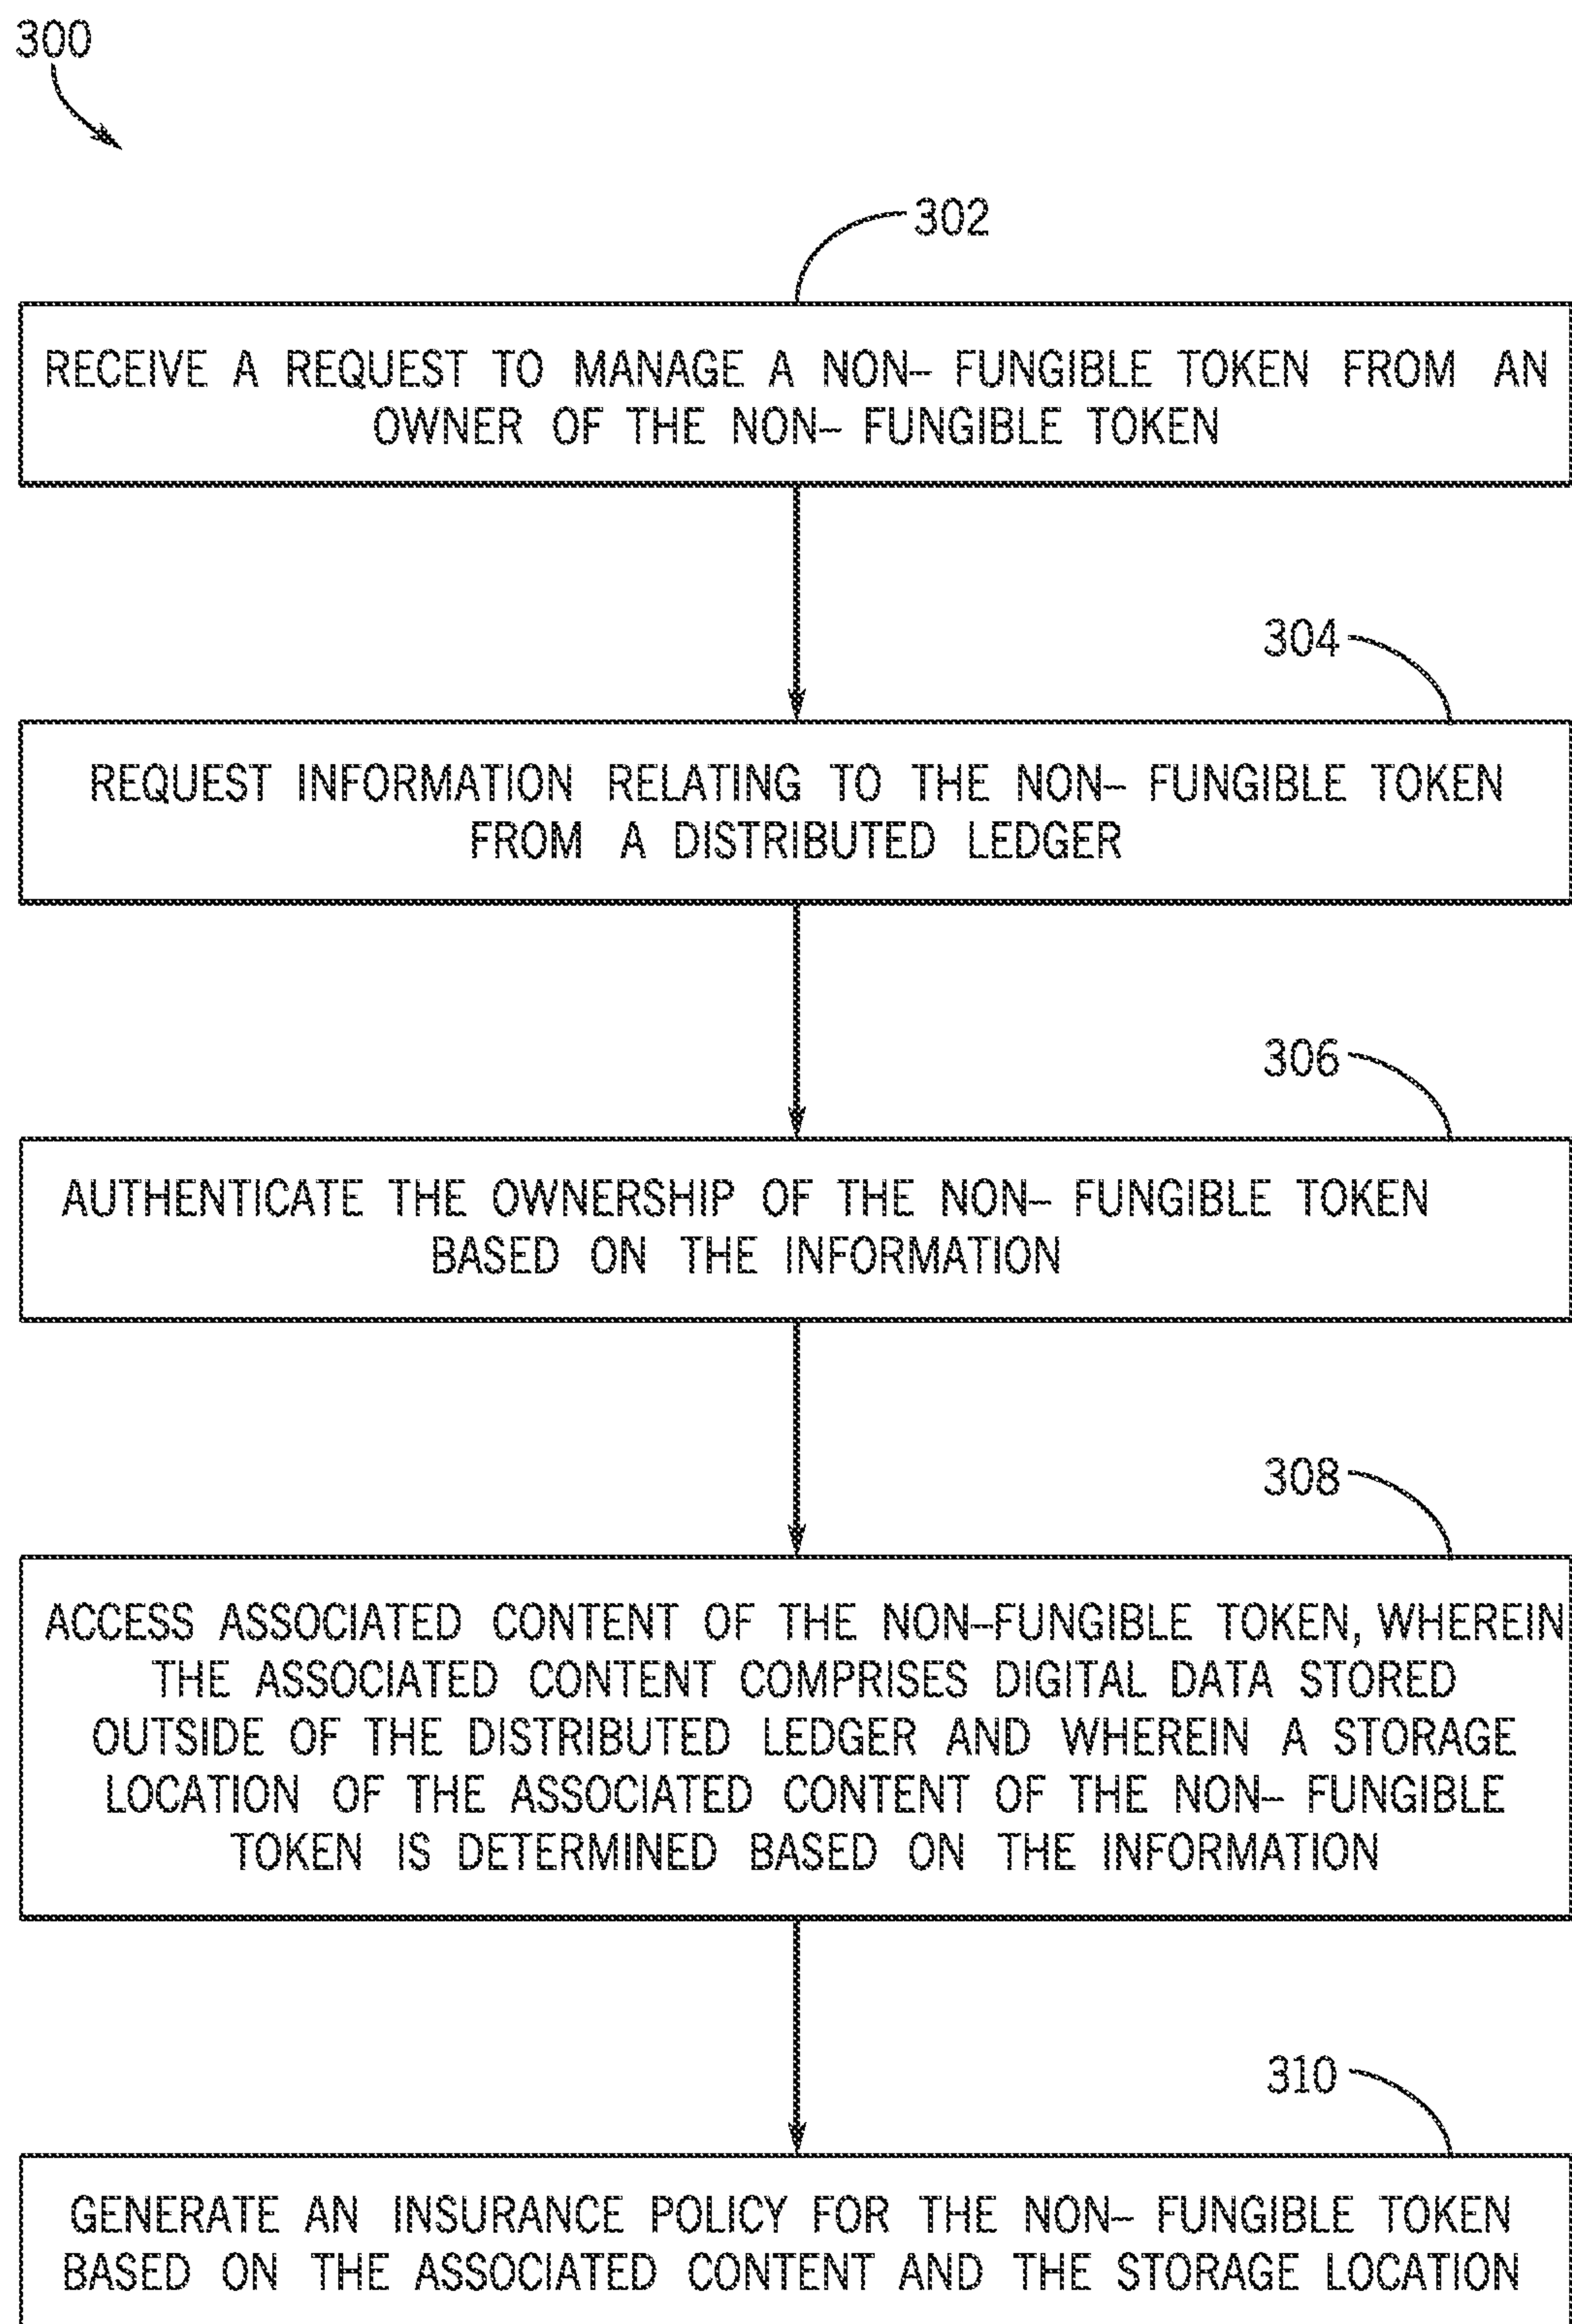 300
302
RECEIVE A REQUEST TO MANAGE A NON– FUNGIBLE TOKEN FROM AN
OWNER OF THE NON– FUNGIBLE TOKEN
304
REQUEST INFORMATION RELATING TO THE NON– FUNGIBLE TOKEN
FROM A DISTRIBUTED LEDGER
306
AUTHENTICATE THE OWNERSHIP OF THE NON– FUNGIBLE TOKEN
BASED ON THE INFORMATION
308
ACCESS ASSOCIATED CONTENT OF THE NON–FUNGIBLE TOKEN, WHEREIN
THE ASSOCIATED CONTENT COMPRISES DIGITAL DATA STORED
OUTSIDE OF THE DISTRIBUTED LEDGER AND WHEREIN A STORAGE
LOCATION OF THE ASSOCIATED CONTENT OF THE NON– FUNGIBLE
TOKEN IS DETERMINED BASED ON THE INFORMATION
310
GENERATE AN INSURANCE POLICY FOR THE NON– FUNGIBLE TOKEN
BASED ON THE ASSOCIATED CONTENT AND THE STORAGE LOCATION